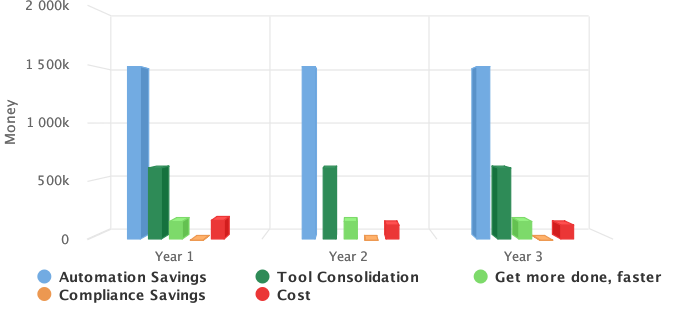 2 000k
1 500k
1 000k
500k
0
Money
Year 1 Year 2 Year 3
Automation Savings Tool Consolidation Get more done, faster
Compliance Savings Cost